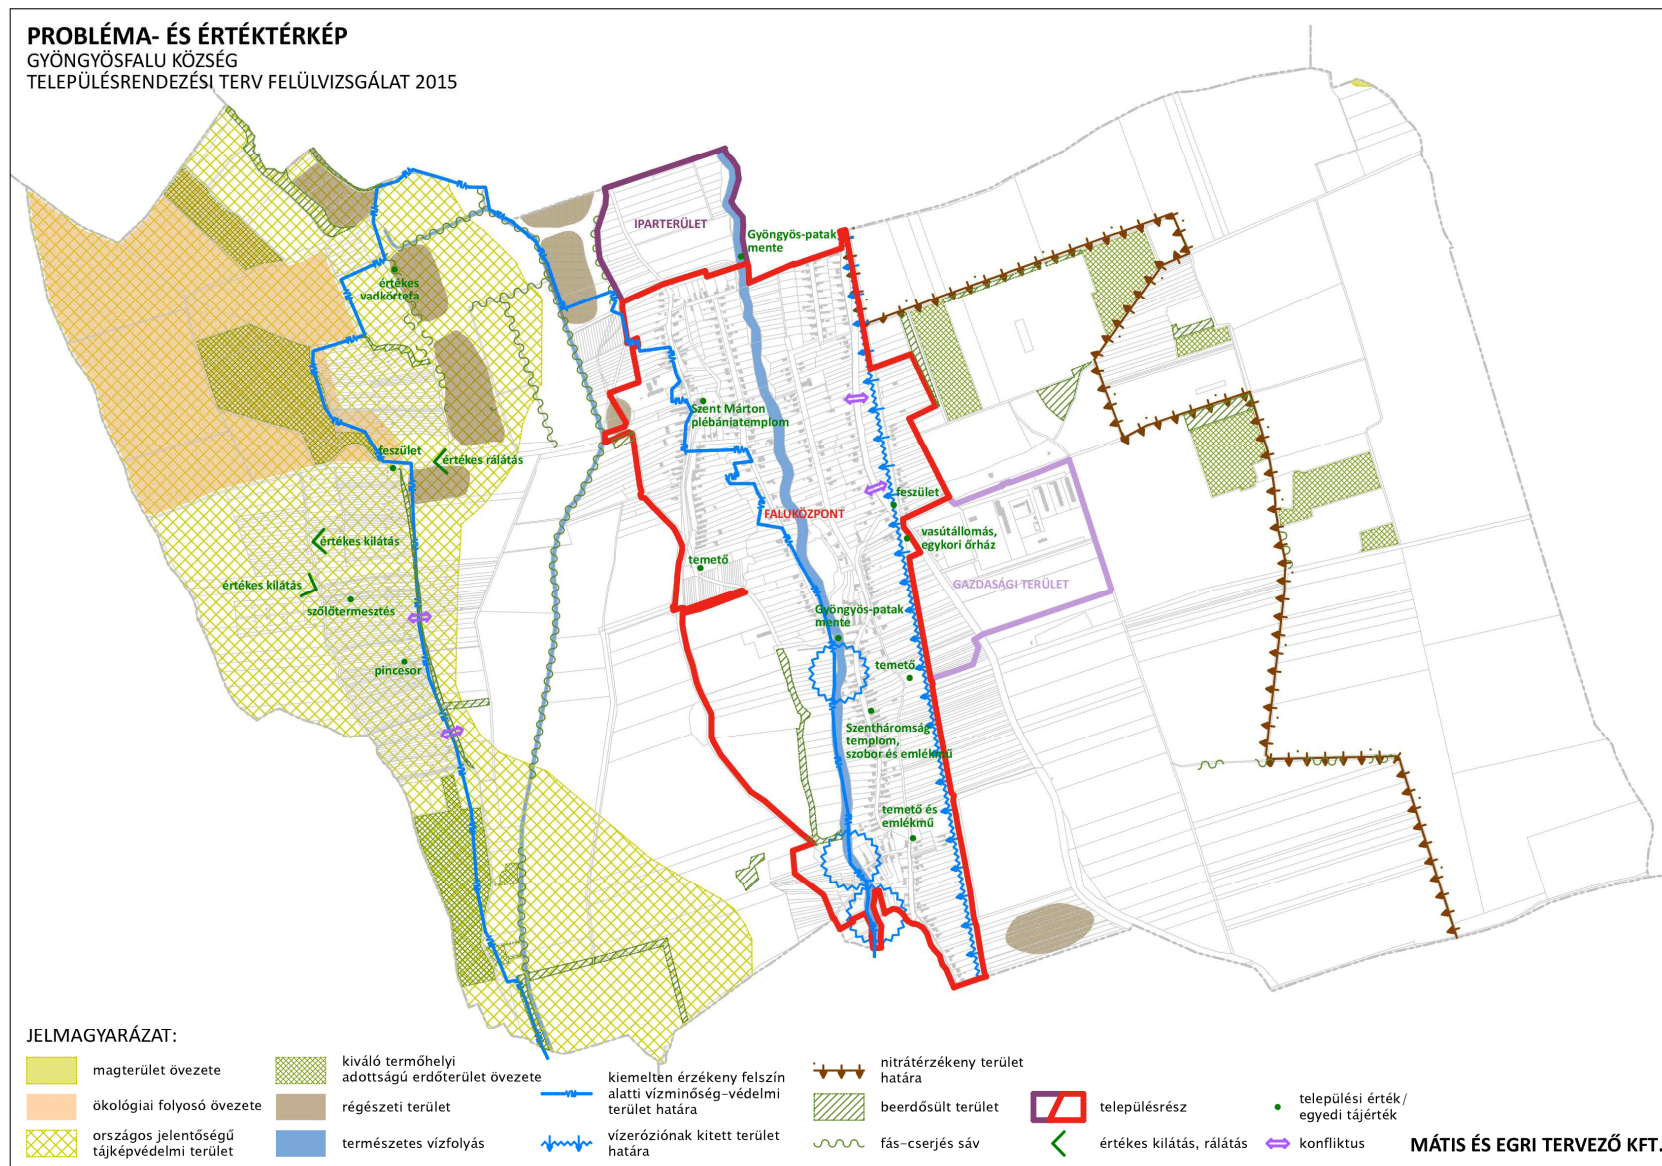 PROBLÉMA- ÉS ÉRTÉKTÉRKÉP
GYÖNGYÖSFALU KÖZSÉG
TELEPÜLÉSRENDEZÉSI TERV FELÜLVIZSGÁLAT 2015
IPARTERÜLET
Gyöngyös-patak
mente
értékes
vadkörtefa
Szent Márton
plébániatemplom
feszület
értékes rálátás
feszület
FALUKÖZPONT
vasútállomás,
egykori őrház
értékes kilátás
temető
értékes kilátás
GAZDASÁGI TERÜLET
szőlőtermesztés
Gyöngyös-patak
mente
pincesor
temető
Szentháromság
templom,
szobor és emlékmű
temető és
emlékmű
JELMAGYARÁZAT:
magterület övezete
ökológiai folyosó övezete
országos jelentőségű
tájképvédelmi terület
kiváló termőhelyi
adottságú erdőterület övezete
régészeti terület
természetes vízfolyás
kiemelten érzékeny felszín
alatti vízminőség-védelmi
terület határa
vízeróziónak kitett terület
határa
nitrátérzékeny terület
határa
beerdősült terület
fás-cserjés sáv
településrész
értékes kilátás, rálátás
települési érték/
egyedi tájérték
konfliktus
MÁTIS ÉS EGRI TERVEZŐ KFT.